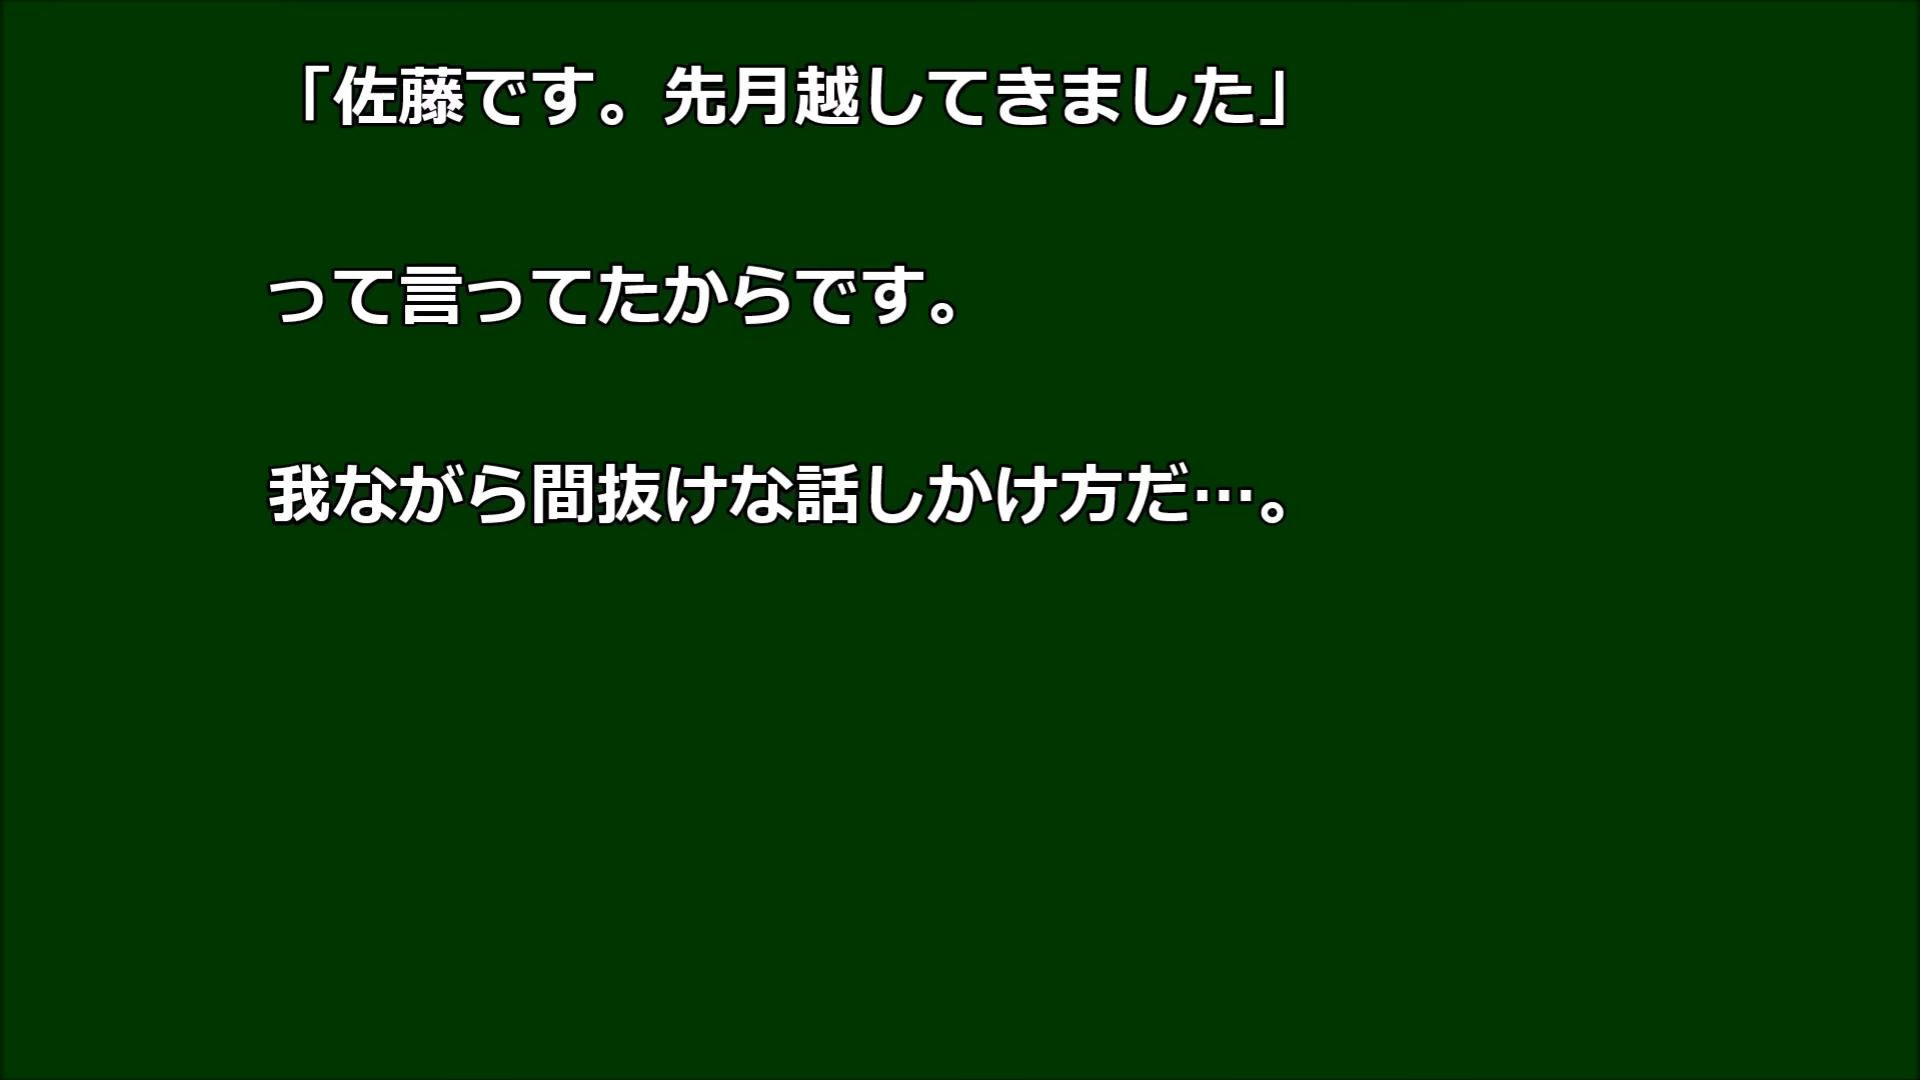 「佐藤です。先月越してきました」
って言ってたからです。
我ながら間抜けな話しかけ方だ…。